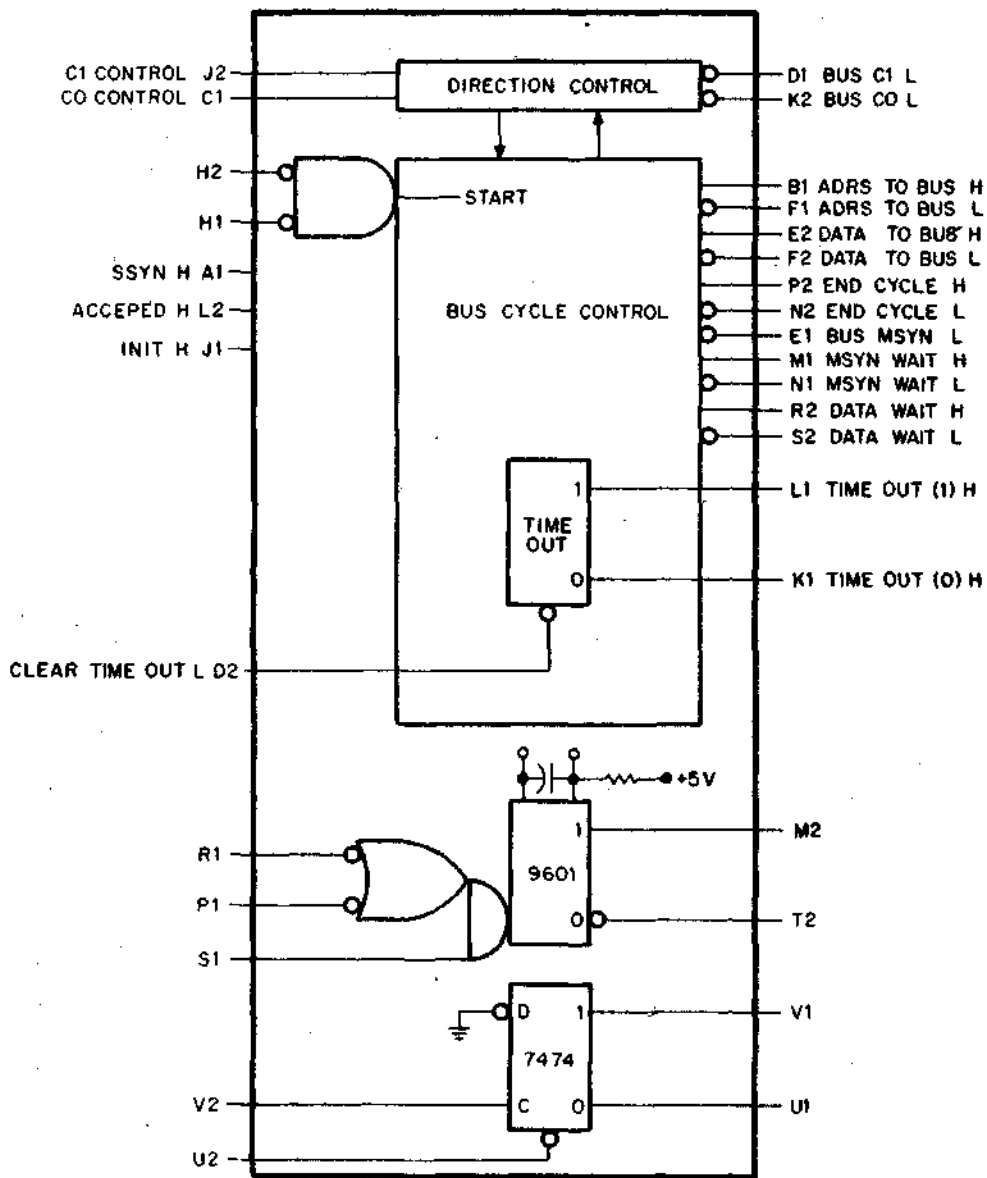 C1 CONTROL J2
CO CONTROL C1
DIRECTION CONTROL
D1 BUS C1 L
K2 BUS CO L
H2
H1
START
SSYN H A1
ACCEPED H L2
INIT H J1
BUS CYCLE CONTROL
B1 ADRS TO BUS H
F1 ADRS TO BUS L
E2 DATA TO BUS H
F2 DATA TO BUS L
P2 END CYCLE H
N2 END CYCLE L
E1 BUS MSYN L
M1 MSYN WAIT H
N1 MSYN WAIT L
R2 DATA WAIT H
S2 DATA WAIT L
1
TIME
OUT
0
L1 TIME OUT (1) H
K1 TIME OUT (0) H
CLEAR TIME OUT L D2
+5V
R1
P1
S1
1
9601
0
M2
T2
D 1
7474
C 0
V1
U1
V2
U2